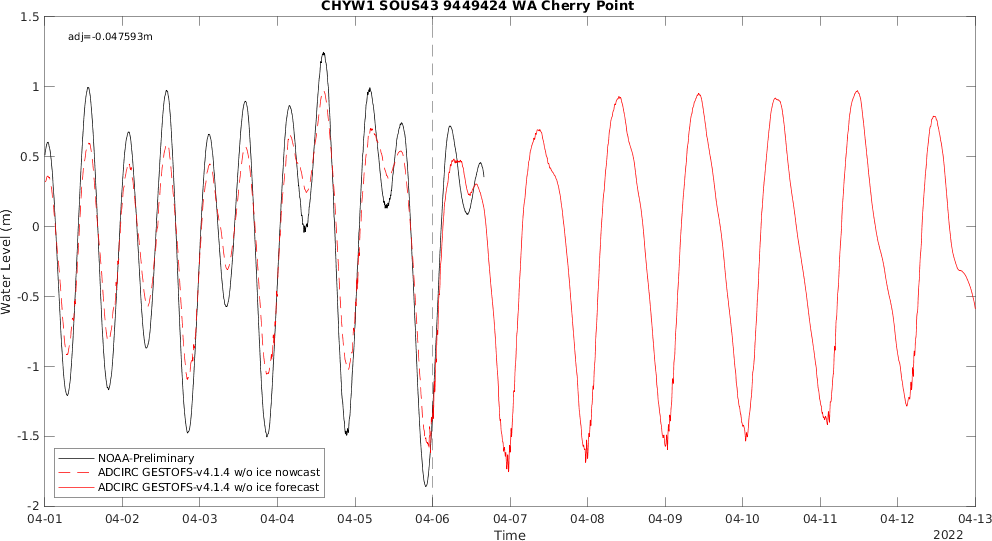 CHYW1 SOUS43 9449424 WA Cherry Point
adj=-0.047593m
Water Level (m)
1.5
1
0.5
0
-0.5
-1
-1.5
-2
NOAA-Preliminary
ADCIRC GESTOFS-v4.1.4 w/o ice nowcast
ADCIRC GESTOFS-v4.1.4 w/o ice forecast
04-01 04-02 04-03 04-04 04-05 04-06 04-07 04-08 04-09 04-10 04-11 04-12 04-13
Time
2022